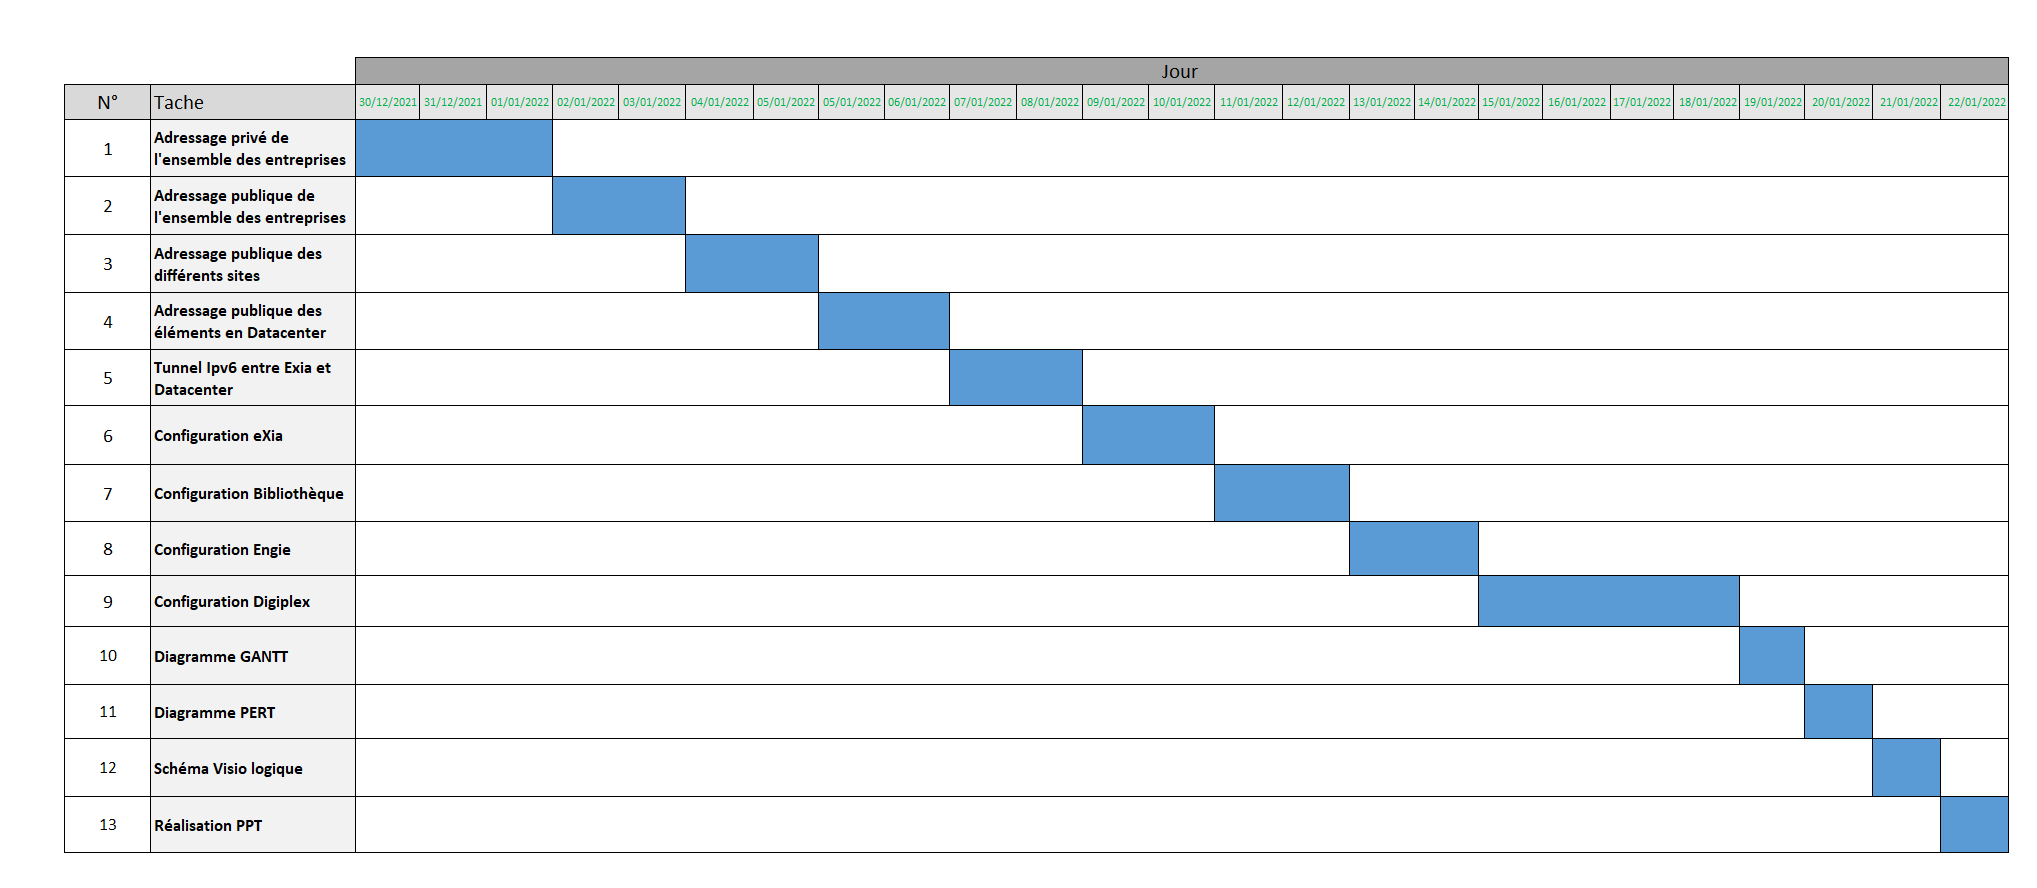 Jour
N° Tache 30/12/2021 31/12/2021 01/01/2022 02/01/2022 03/01/2022 04/01/2022 05/01/2022 05/01/2022 06/01/2022 07/01/2022 08/01/2022 09/01/2022 10/01/2022 11/01/2022 12/01/2022 13/01/2022 14/01/2022 15/01/2022 16/01/2022 17/01/2022 18/01/2022 19/01/2022 20/01/2022 21/01/2022 22/01/2022
1 Adressage privé de
l'ensemble des entreprises
2 Adressage publique de
l'ensemble des entreprises
3 Adressage publique des
différents sites
4 Adressage publique des
éléments en Datacenter
5 Tunnel Ipv6 entre Exia et
Datacenter
6 Configuration eXia
7 Configuration Bibliothèque
8 Configuration Engie
9 Configuration Digiplex
10 Diagramme GANTT
11 Diagramme PERT
12 Schéma Visio logique
13 Réalisation PPT